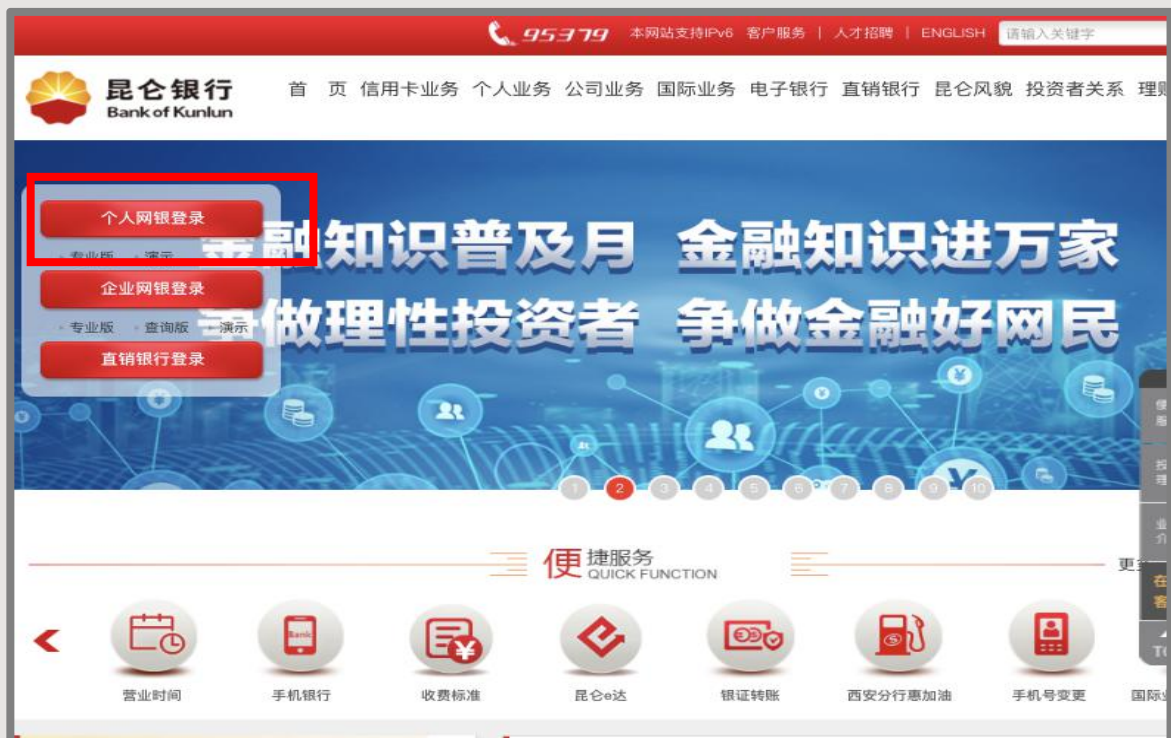 95379 本网站支持IPv6 客户服务 | 人才招聘 | ENGLISH 请输入关键字
昆仑银行
Bank of Kunlun
首 页 信用卡业务 个人业务 公司业务 国际业务 电子银行 直销银行 昆仑风貌 投资者关系
个人网银登录
专业版 演示
企业网银登录
专业版 查询版 演示
直销银行登录
金融知识普及月 金融知识进万家
争做理性投资者 争做金融好网民
1 2 3 4 5 6 7 8 9 10
便捷服务
QUICK FUNCTION
Bank
营业时间 手机银行 收费标准 昆仑e达 银证转账 西安分行惠加油 手机号变更 国际